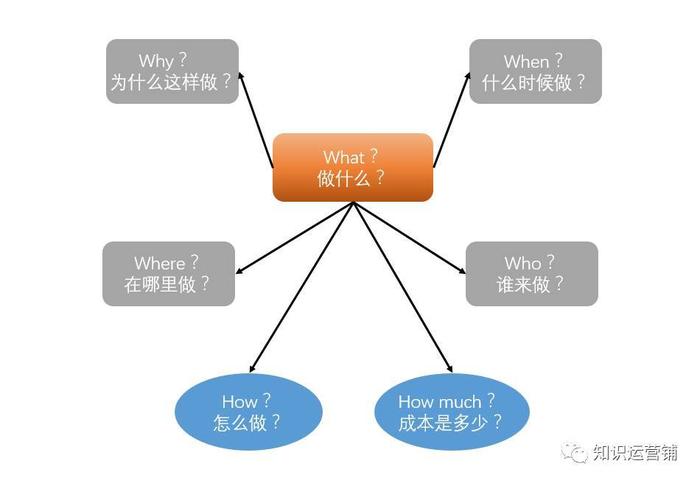 Why？
为什么这样做？
When？
什么时候做？
What？
做什么？
Where？
在哪里做？
Who？
谁来做？
How？
怎么做？
How much？
成本是多少？
知识运营铺